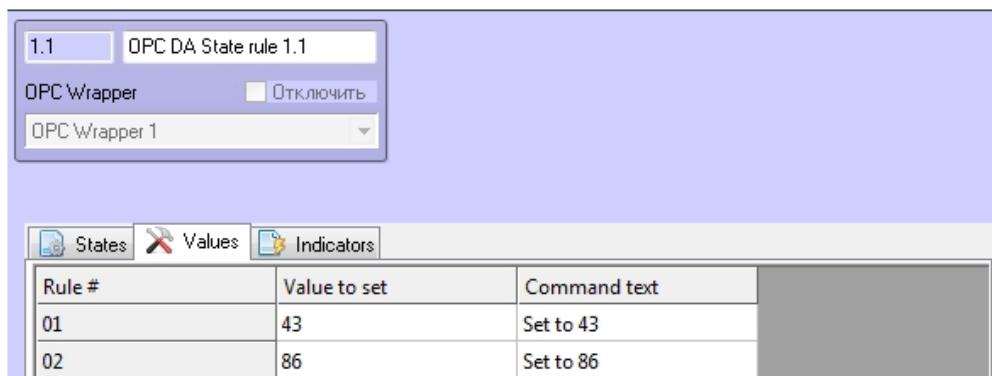 1.1 OPC DA State rule 1.1
OPC Wrapper Отключить
OPC Wrapper 1
States Values Indicators
Rule # Value to set Command text
01 43 Set to 43
02 86 Set to 86